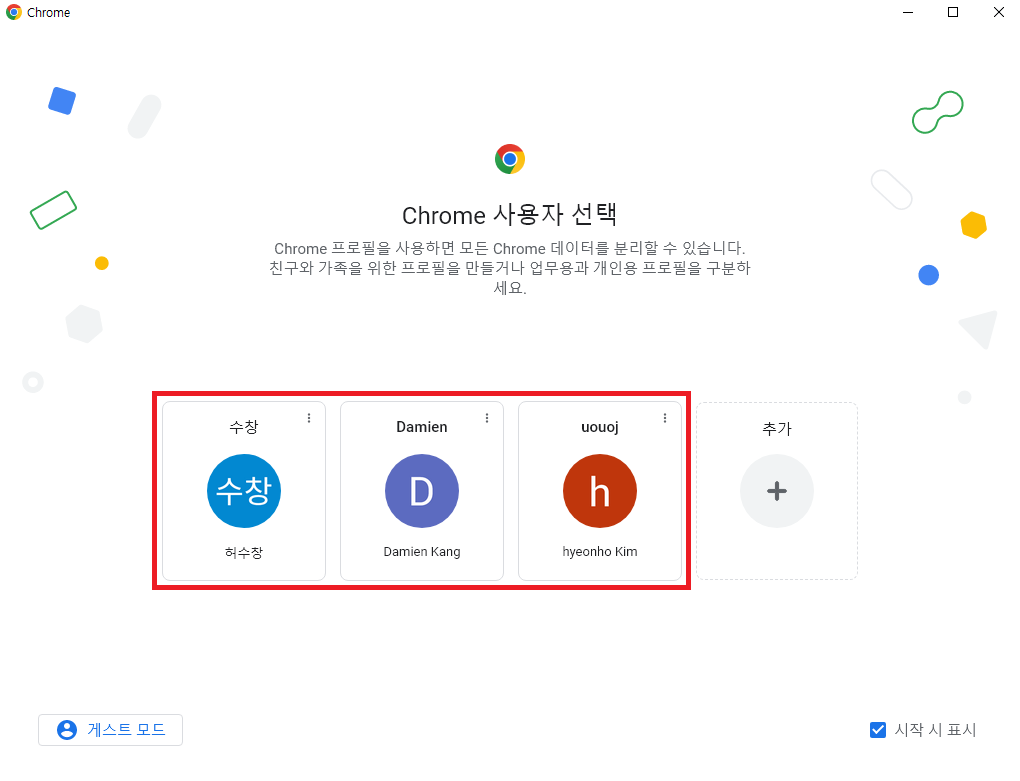 Chrome
Chrome 사용자 선택
Chrome 프로필을 사용하면 모든 Chrome 데이터를 분리할 수 있습니다.
친구와 가족을 위한 프로필을 만들거나 업무용과 개인용 프로필을 구분하
세요.
수창
Damien
uouoj
추가
수창
D
h
허수창
Damien Kang
hyeonho Kim
게스트 모드
시작 시 표시